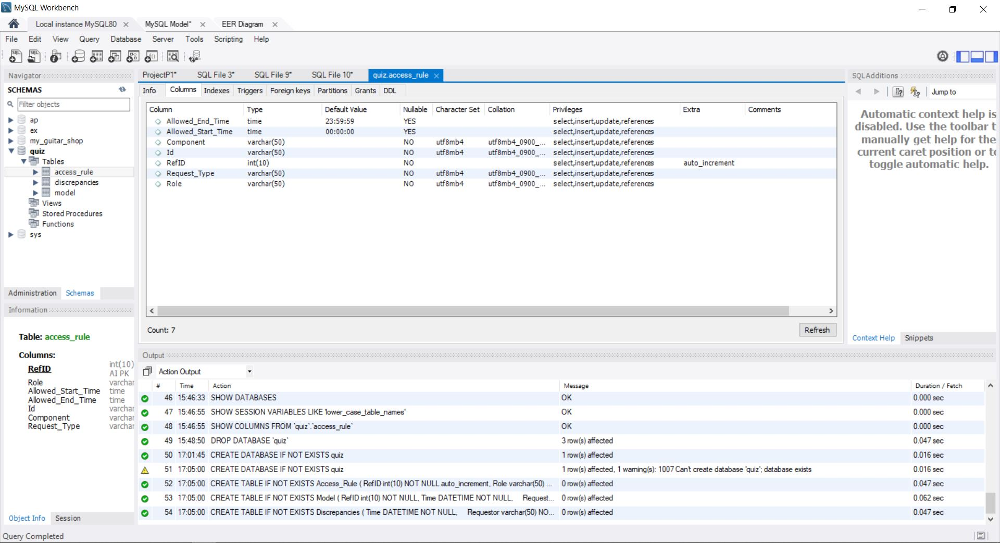 MySQL Workbench
Local instance MySQL80
MySQL Model*
EER Diagram
File Edit View Query Database Server Tools Scripting Help
Navigator
SCHEMAS
Filter objects
ap
ex
my_guitar_shop
quiz
Tables
access_rule
discrepancies
model
Views
Stored Procedures
Functions
sys
Administration Schemas
Information
Table: access_rule
Columns:
RefID int(10) AI PK
Role varchar
Allowed_Start_Time time
Allowed_End_Time time
Id varchar
Component varchar
Request_Type varchar
Object Info Session
Query Completed
ProjectP1* SQL File 3* SQL File 9* SQL File 10* quiz.access_rule
Info Columns Indexes Triggers Foreign keys Partitions Grants DDL
Column Type Default Value Nullable Character Set Collation Privileges Extra Comments
Allowed_End_Time time 23:59:59 YES select,insert,update,references
Allowed_Start_Time time 00:00:00 YES select,insert,update,references
Component varchar(50) NO utf8mb4 utf8mb4_0900_... select,insert,update,references
Id varchar(50) NO utf8mb4 utf8mb4_0900_... select,insert,update,references
RefID int(10) NO select,insert,update,references auto_increment
Request_Type varchar(50) NO utf8mb4 utf8mb4_0900_... select,insert,update,references
Role varchar(50) NO utf8mb4 utf8mb4_0900_... select,insert,update,references
Count: 7
Refresh
SQLAdditions
Jump to
Automatic context help is
disabled. Use the toolbar t
manually get help for the
current caret position or to
toggle automatic help.
Context Help Snippets
Output
Action Output
# Time Action Message Duration / Fetch
46 15:46:33 SHOW DATABASES OK 0.000 sec
47 15:46:55 SHOW SESSION VARIABLES LIKE 'lower_case_table_names' OK 0.000 sec
48 15:46:55 SHOW COLUMNS FROM `quiz`.`access_rule` OK 0.000 sec
49 15:48:50 DROP DATABASE `quiz` 3 row(s) affected 0.047 sec
50 17:01:45 CREATE DATABASE IF NOT EXISTS quiz 1 row(s) affected 0.016 sec
51 17:05:00 CREATE DATABASE IF NOT EXISTS quiz 1 row(s) affected, 1 warning(s): 1007 Can't create database 'quiz'; database exists 0.016 sec
52 17:05:00 CREATE TABLE IF NOT EXISTS Access_Rule ( RefID int(10) NOT NULL auto_increment, Role varchar(50) ... 0 row(s) affected 0.047 sec
53 17:05:00 CREATE TABLE IF NOT EXISTS Model ( RefID int(10) NOT NULL, Time DATETIME NOT NULL, Request... 0 row(s) affected 0.062 sec
54 17:05:00 CREATE TABLE IF NOT EXISTS Discrepancies ( Time DATETIME NOT NULL, Requestor varchar(50) NO... 0 row(s) affected 0.047 sec